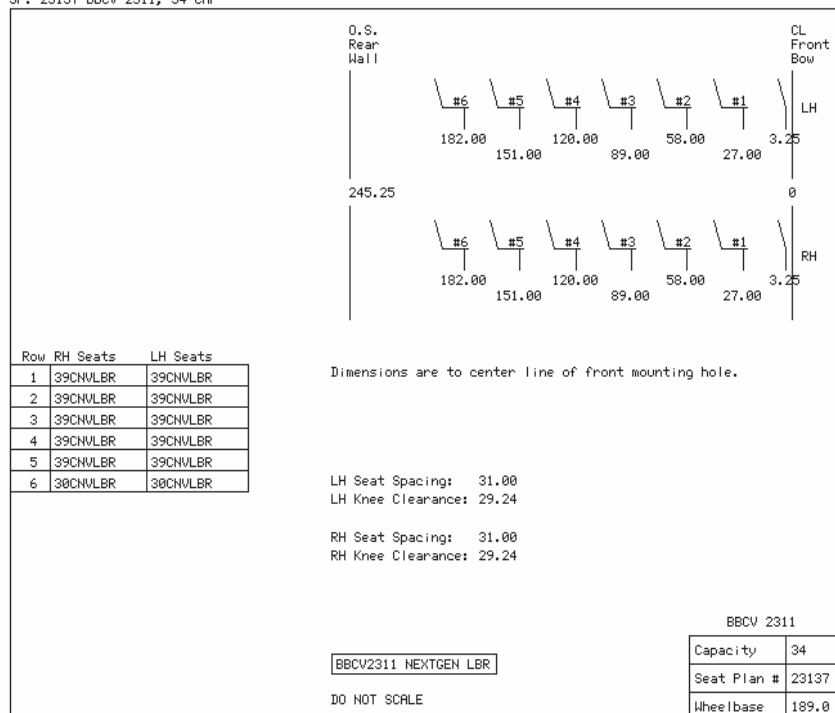 SP: 23137 BBCV 2311, 34 CHP
O.S. Rear Wall
CL Front Bow
#6 #5 #4 #3 #2 #1 LH
182.00 120.00 58.00 3.25
151.00 89.00 27.00
245.25 0
#6 #5 #4 #3 #2 #1 RH
182.00 120.00 58.00 3.25
151.00 89.00 27.00
Row RH Seats LH Seats
1 39CNVLBR 39CNVLBR
2 39CNVLBR 39CNVLBR
3 39CNVLBR 39CNVLBR
4 39CNVLBR 39CNVLBR
5 39CNVLBR 39CNVLBR
6 30CNVLBR 30CNVLBR
Dimensions are to center line of front mounting hole.
LH Seat Spacing: 31.00
LH Knee Clearance: 29.24
RH Seat Spacing: 31.00
RH Knee Clearance: 29.24
BBCV2311 NEXTGEN LBR
DO NOT SCALE
BBCV 2311
Capacity 34
Seat Plan # 23137
Wheelbase 189.0